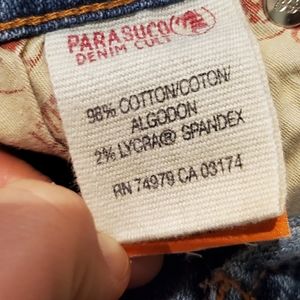 PARASUCO
DENIM CULT
98% COTTON/COTON/
ALGODON
2% LYCRA® SPANDEX
RN 74979 CA 03174